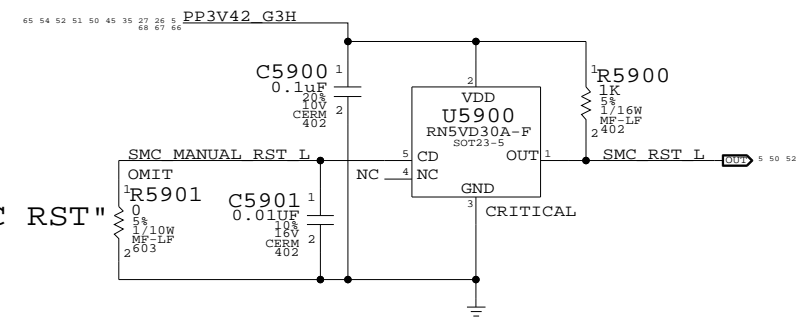 65 54 52 51 50 45 35 27 26 5 PP3V42_G3H
68 67 66
C5900 1
0.1uF
20%
10V 2
CERM
402
2
VDD
U5900
RN5VD30A-F
SOT23-5
5 CD
OUT 1
4 NC
NC
GND
3
CRITICAL
1 R5900
1K
5%
1/16W
MF-LF
2 402
SMC_RST_L OUT 5 50 52
SMC_MANUAL_RST_L
OMIT
1 R5901
0
5%
1/10W
MF-LF
2 603
C RST"
C5901 1
0.01UF
10%
16V 2
CERM
402